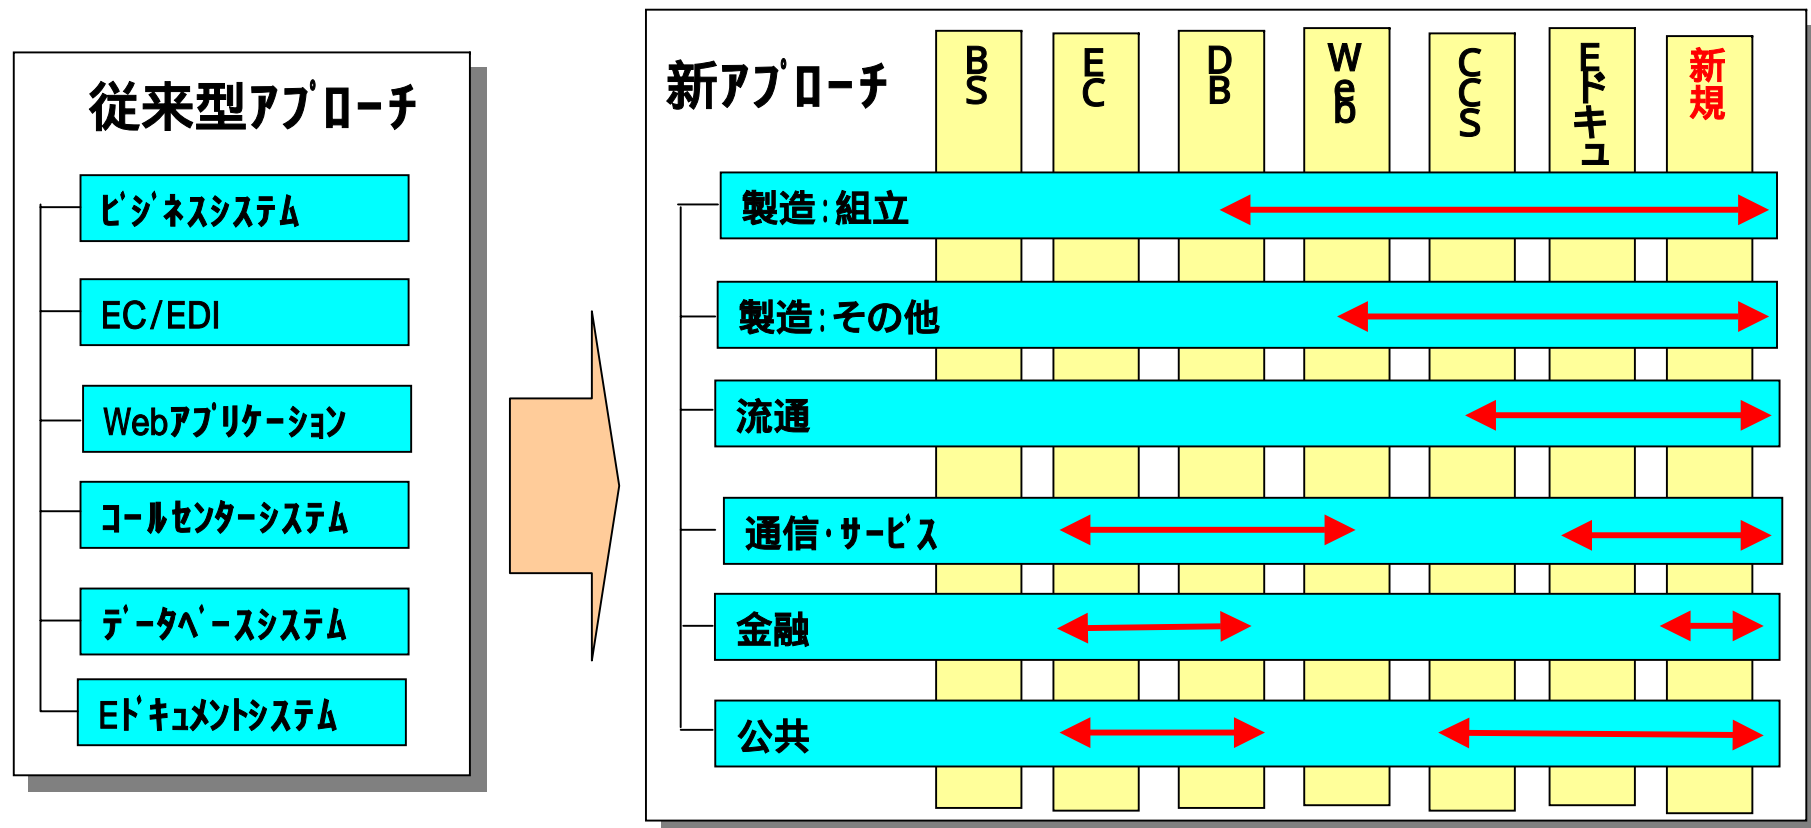 従来型アプローチ
ビジネスシステム
EC/EDI
Webアプリケーション
コールセンターシステム
データベースシステム
Eドキュメントシステム
新アプローチ
BS
EC
DB
Web
CCS
Eドキュ
新規
製造:組立
製造:その他
流通
通信・サービス
金融
公共